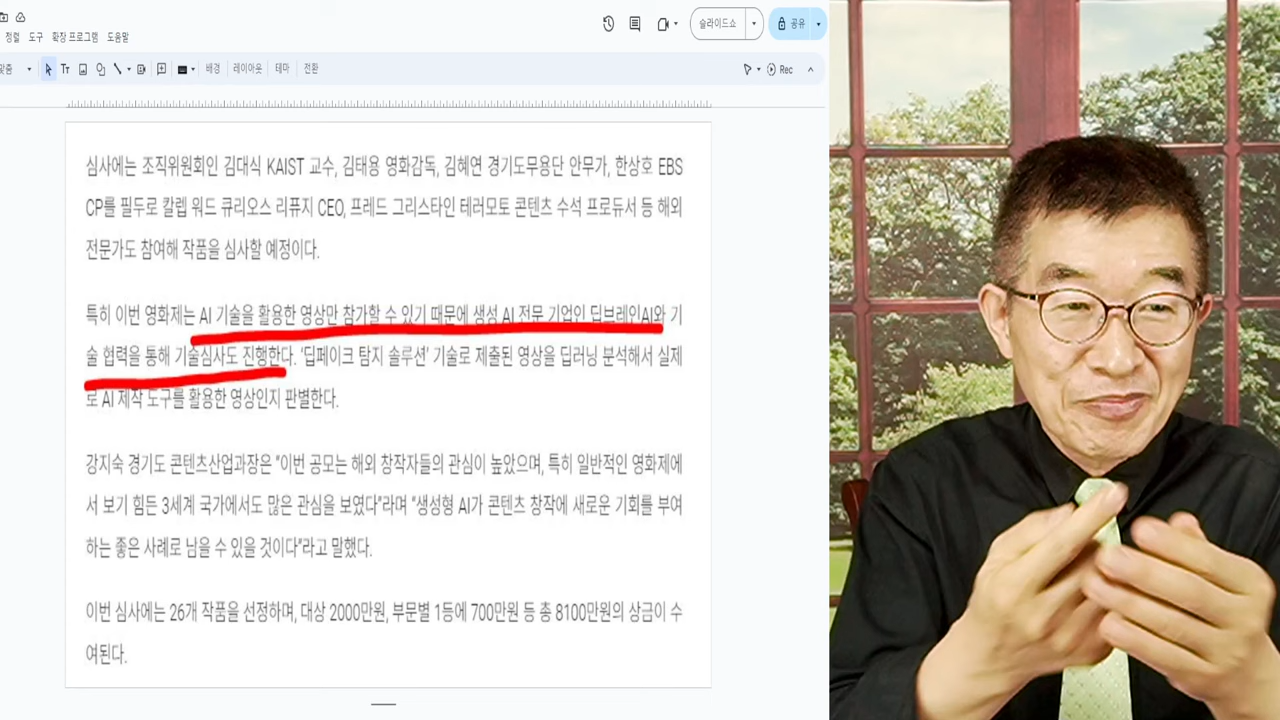 정렬 도구 확장 프로그램 도움말
슬라이드쇼
공유
맞춤
Tт
배경 레이아웃 테마 전환
Rec
심사에는 조직위원회인 김대식 KAIST 교수, 김태용 영화감독, 김혜연 경기도무용단 안무가, 한상호 EBS
CP를 필두로 칼렙 워드 큐리오스 리퓨지 CEO, 프레드 그리스타인 테러모토 콘텐츠 수석 프로듀서 등 해외
전문가도 참여해 작품을 심사할 예정이다.
특히 이번 영화제는 AI 기술을 활용한 영상만 참가할 수 있기 때문에 생성 AI 전문 기업인 딥브레인AI와 기
술 협력을 통해 기술심사도 진행한다. ‘딥페이크 탐지 솔루션’ 기술로 제출된 영상을 딥러닝 분석해서 실제
로 AI 제작 도구를 활용한 영상인지 판별한다.
강지숙 경기도 콘텐츠산업과장은 “이번 공모는 해외 창작자들의 관심이 높았으며, 특히 일반적인 영화제에
서 보기 힘든 3세계 국가에서도 많은 관심을 보였다”라며 “생성형 AI가 콘텐츠 창작에 새로운 기회를 부여
하는 좋은 사례로 남을 수 있을 것이다”라고 말했다.
이번 심사에는 26개 작품을 선정하며, 대상 2000만원, 부문별 1등에 700만원 등 총 8100만원의 상금이 수
여된다.